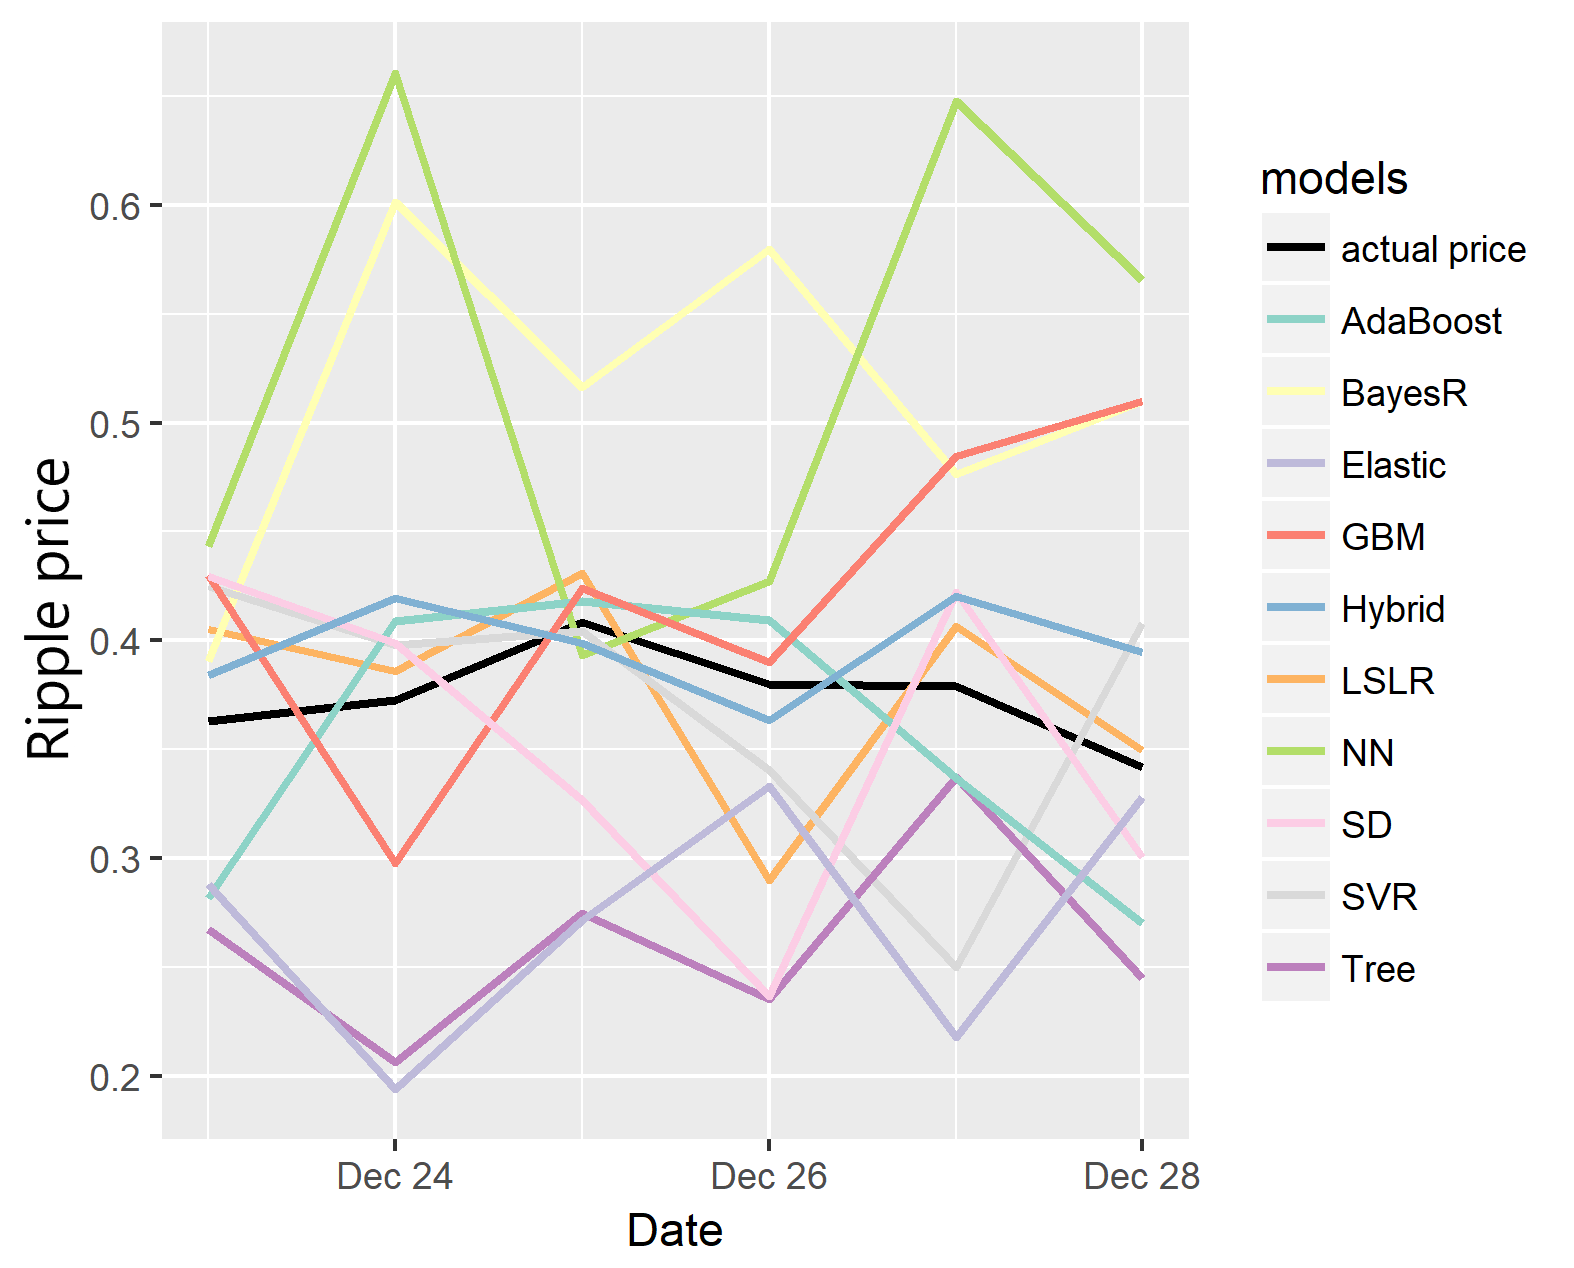 0.6
0.5
0.4
0.3
0.2
Ripple price
Dec 24
Dec 26
Dec 28
Date
models
actual price
AdaBoost
BayesR
Elastic
GBM
Hybrid
LSLR
NN
SD
SVR
Tree